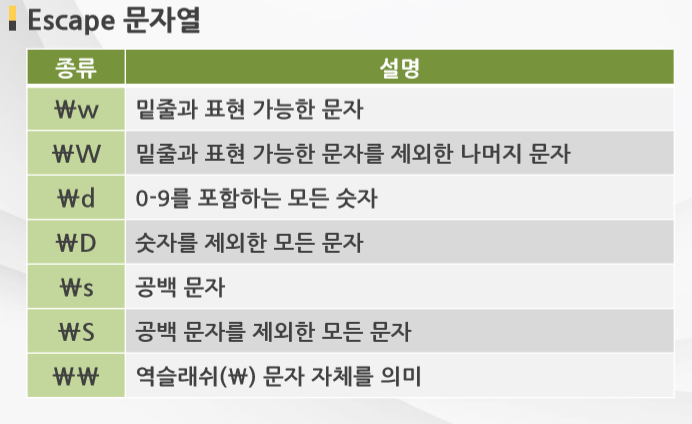 Escape 문자열
종류 설명
₩w 밑줄과 표현 가능한 문자
₩W 밑줄과 표현 가능한 문자를 제외한 나머지 문자
₩d 0-9를 포함하는 모든 숫자
₩D 숫자를 제외한 모든 문자
₩s 공백 문자
₩S 공백 문자를 제외한 모든 문자
₩₩ 역슬래쉬(₩) 문자 자체를 의미